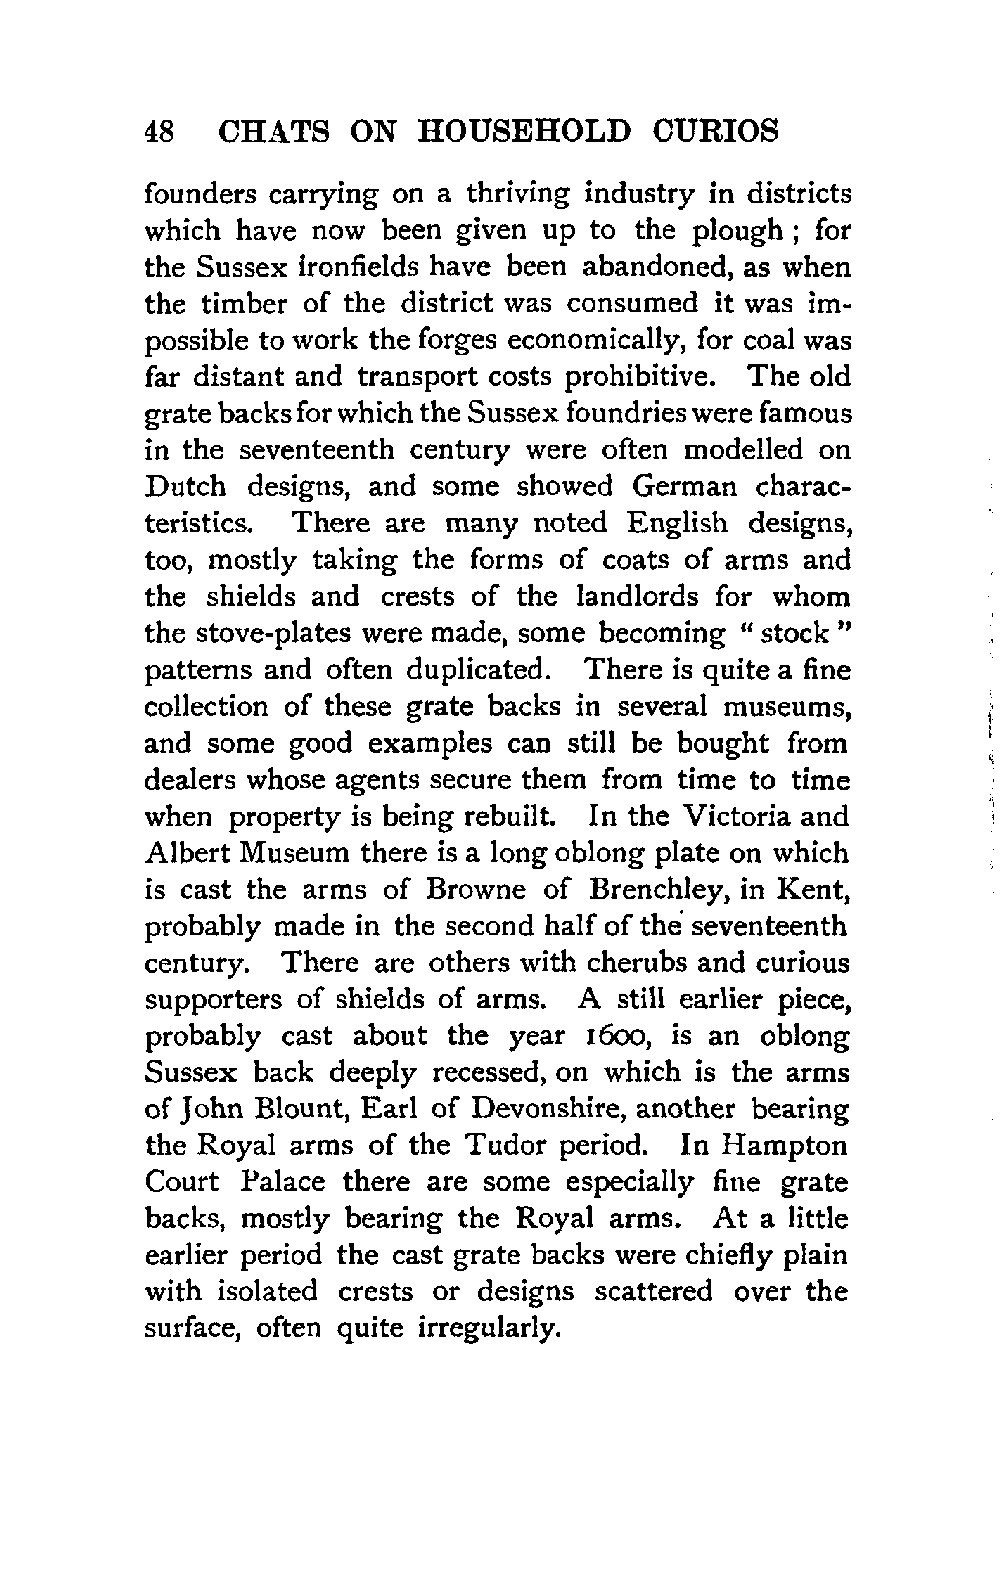 48 CHATS ON HOUSEHOLD CURIOS
founders carrying on a thriving industry in districts
which have now been given up to the plough ; for
the Sussex ironfields have been abandoned, as when
the timber of the district was consumed it was im-
possible to work the forges economically, for coal was
far distant and transport costs prohibitive. The old
grate backs for which the Sussex foundries were famous
in the seventeenth century were often modelled on
Dutch designs, and some showed German charac-
teristics. There are many noted English designs,
too, mostly taking the forms of coats of arms and
the shields and crests of the landlords for whom
the stove-plates were made, some becoming “ stock ”
patterns and often duplicated. There is quite a fine
collection of these grate backs in several museums,
and some good examples can still be bought from
dealers whose agents secure them from time to time
when property is being rebuilt. In the Victoria and
Albert Museum there is a long oblong plate on which
is cast the arms of Browne of Brenchley, in Kent,
probably made in the second half of the seventeenth
century. There are others with cherubs and curious
supporters of shields of arms. A still earlier piece,
probably cast about the year 1600, is an oblong
Sussex back deeply recessed, on which is the arms
of John Blount, Earl of Devonshire, another bearing
the Royal arms of the Tudor period. In Hampton
Court Palace there are some especially fine grate
backs, mostly bearing the Royal arms. At a little
earlier period the cast grate backs were chiefly plain
with isolated crests or designs scattered over the
surface, often quite irregularly.